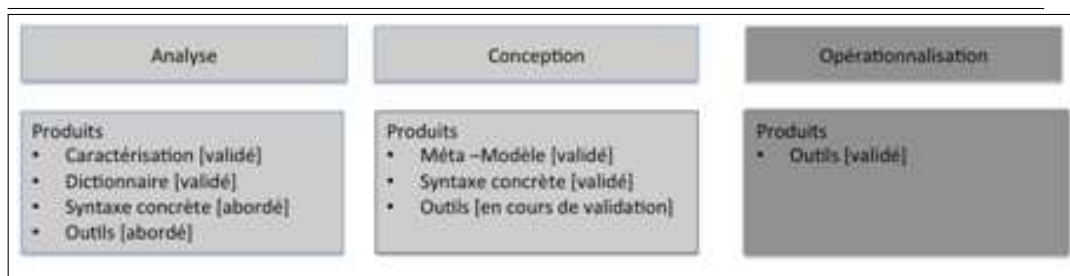 Analyse
Conception
Opérationnalisation
Produits
• Caractérisation [validé]
• Dictionnaire [validé]
• Syntaxe concrète [abordé]
• Outils [abordé]
Produits
• Méta –Modèle [validé]
• Syntaxe concrète [validé]
• Outils [en cours de validation]
Produits
• Outils [validé]